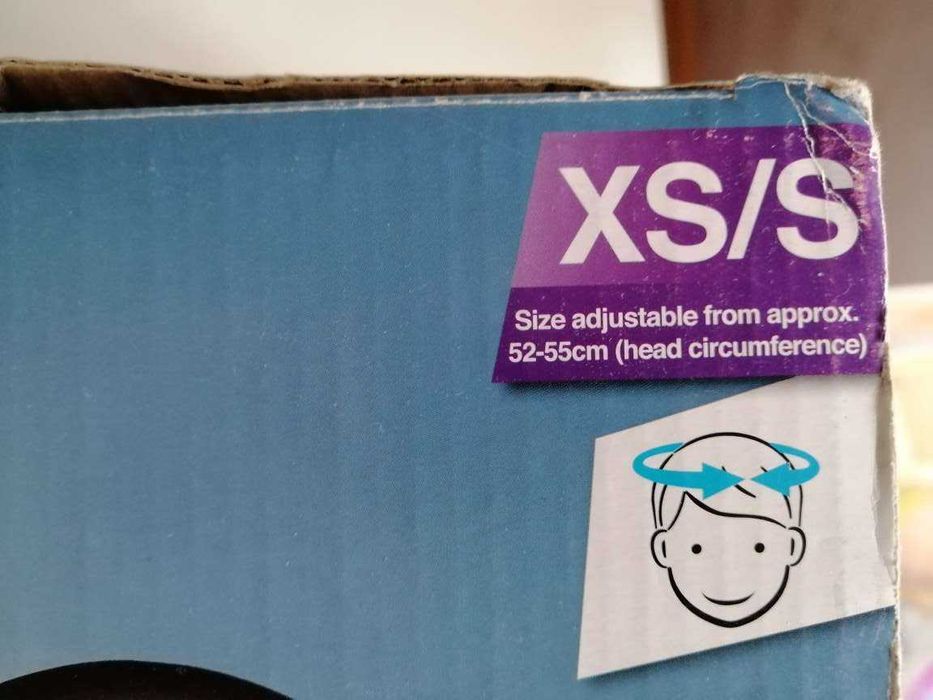 XS/S
Size adjustable from approx.
52-55cm (head circumference)